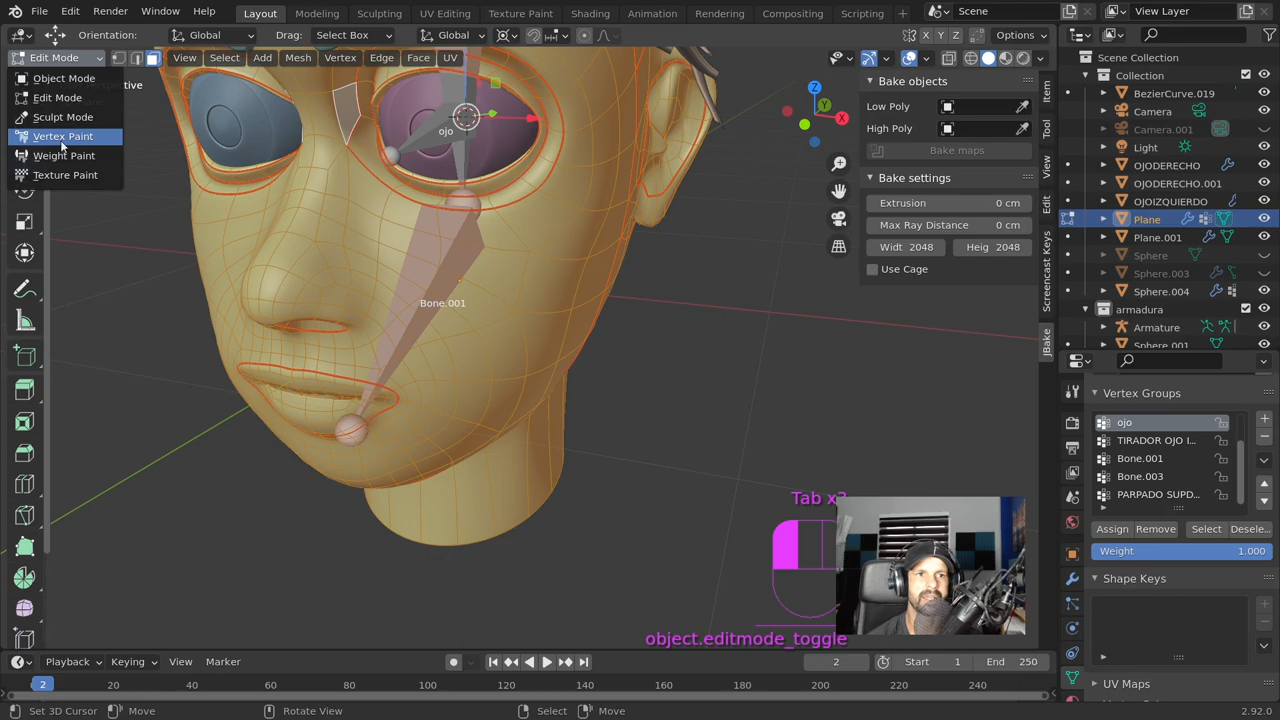 File Edit Render Window Help Layout Modeling Sculpting UV Editing Texture Paint Shading Animation Rendering Compositing Scripting Scene View Layer
Orientation: Global Drag: Select Box Global X Y Z Options
Edit Mode View Select Add Mesh Vertex Edge Face UV
Object Mode
Edit Mode
Sculpt Mode
Vertex Paint
Weight Paint
Texture Paint
ojo
Bone.001
Z
Y
X
Bake objects
Low Poly
High Poly
Bake maps
Bake settings
Extrusion 0 cm
Max Ray Distance 0 cm
Widt 2048 Heig 2048
Use Cage
Item
Tool
View
Edit
Screencast Keys
JBake
Scene Collection
Collection
BezierCurve.019
Camera
Camera.001
Light
OJODERECHO
OJODERECHO.001
OJOIZQUIERDO
Plane
Plane.001
Sphere
Sphere.003
Sphere.004
armadura
Armature
Sphere.001
Vertex Groups
ojo
TIRADOR OJO I...
Bone.001
Bone.003
PARPADO SUPD...
Assign Remove Select Desele...
Weight 1.000
Shape Keys
UV Maps
Tab x3
object.editmode_toggle
Playback Keying View Marker 2 Start 1 End 250
2 20 40 60 80 100 120 140 160 180 200 220 240
Set 3D Cursor Move Rotate View Select Move 2.92.0